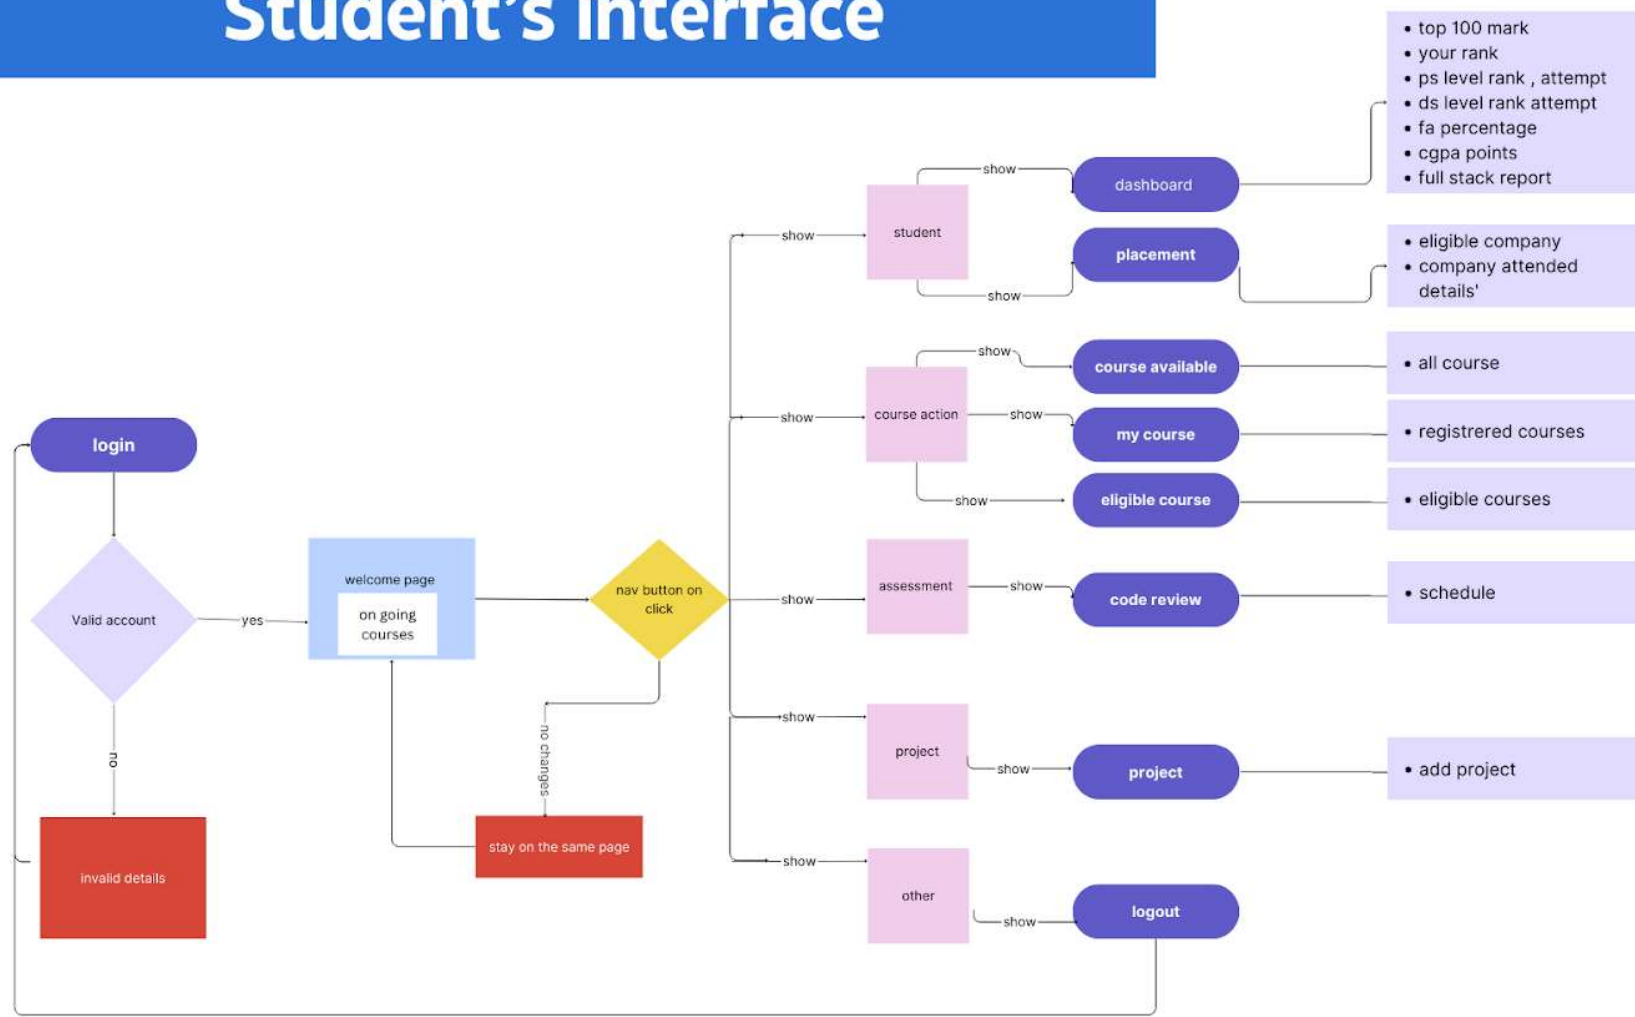 Student's Interface
• top 100 mark
• your rank
• ps level rank , attempt
• ds level rank attempt
• fa percentage
• cgpa points
• full stack report
show
dashboard
student
show
show
placement
• eligible company
• company attended
details'
show
course available
• all course
show
course action
show
my course
• registrered courses
show
eligible course
• eligible courses
login
Valid account
yes
welcome page
on going
courses
nav button on
click
show
assessment
show
code review
• schedule
no
no changes
show
project
show
project
• add project
invalid details
stay on the same page
show
other
show
logout